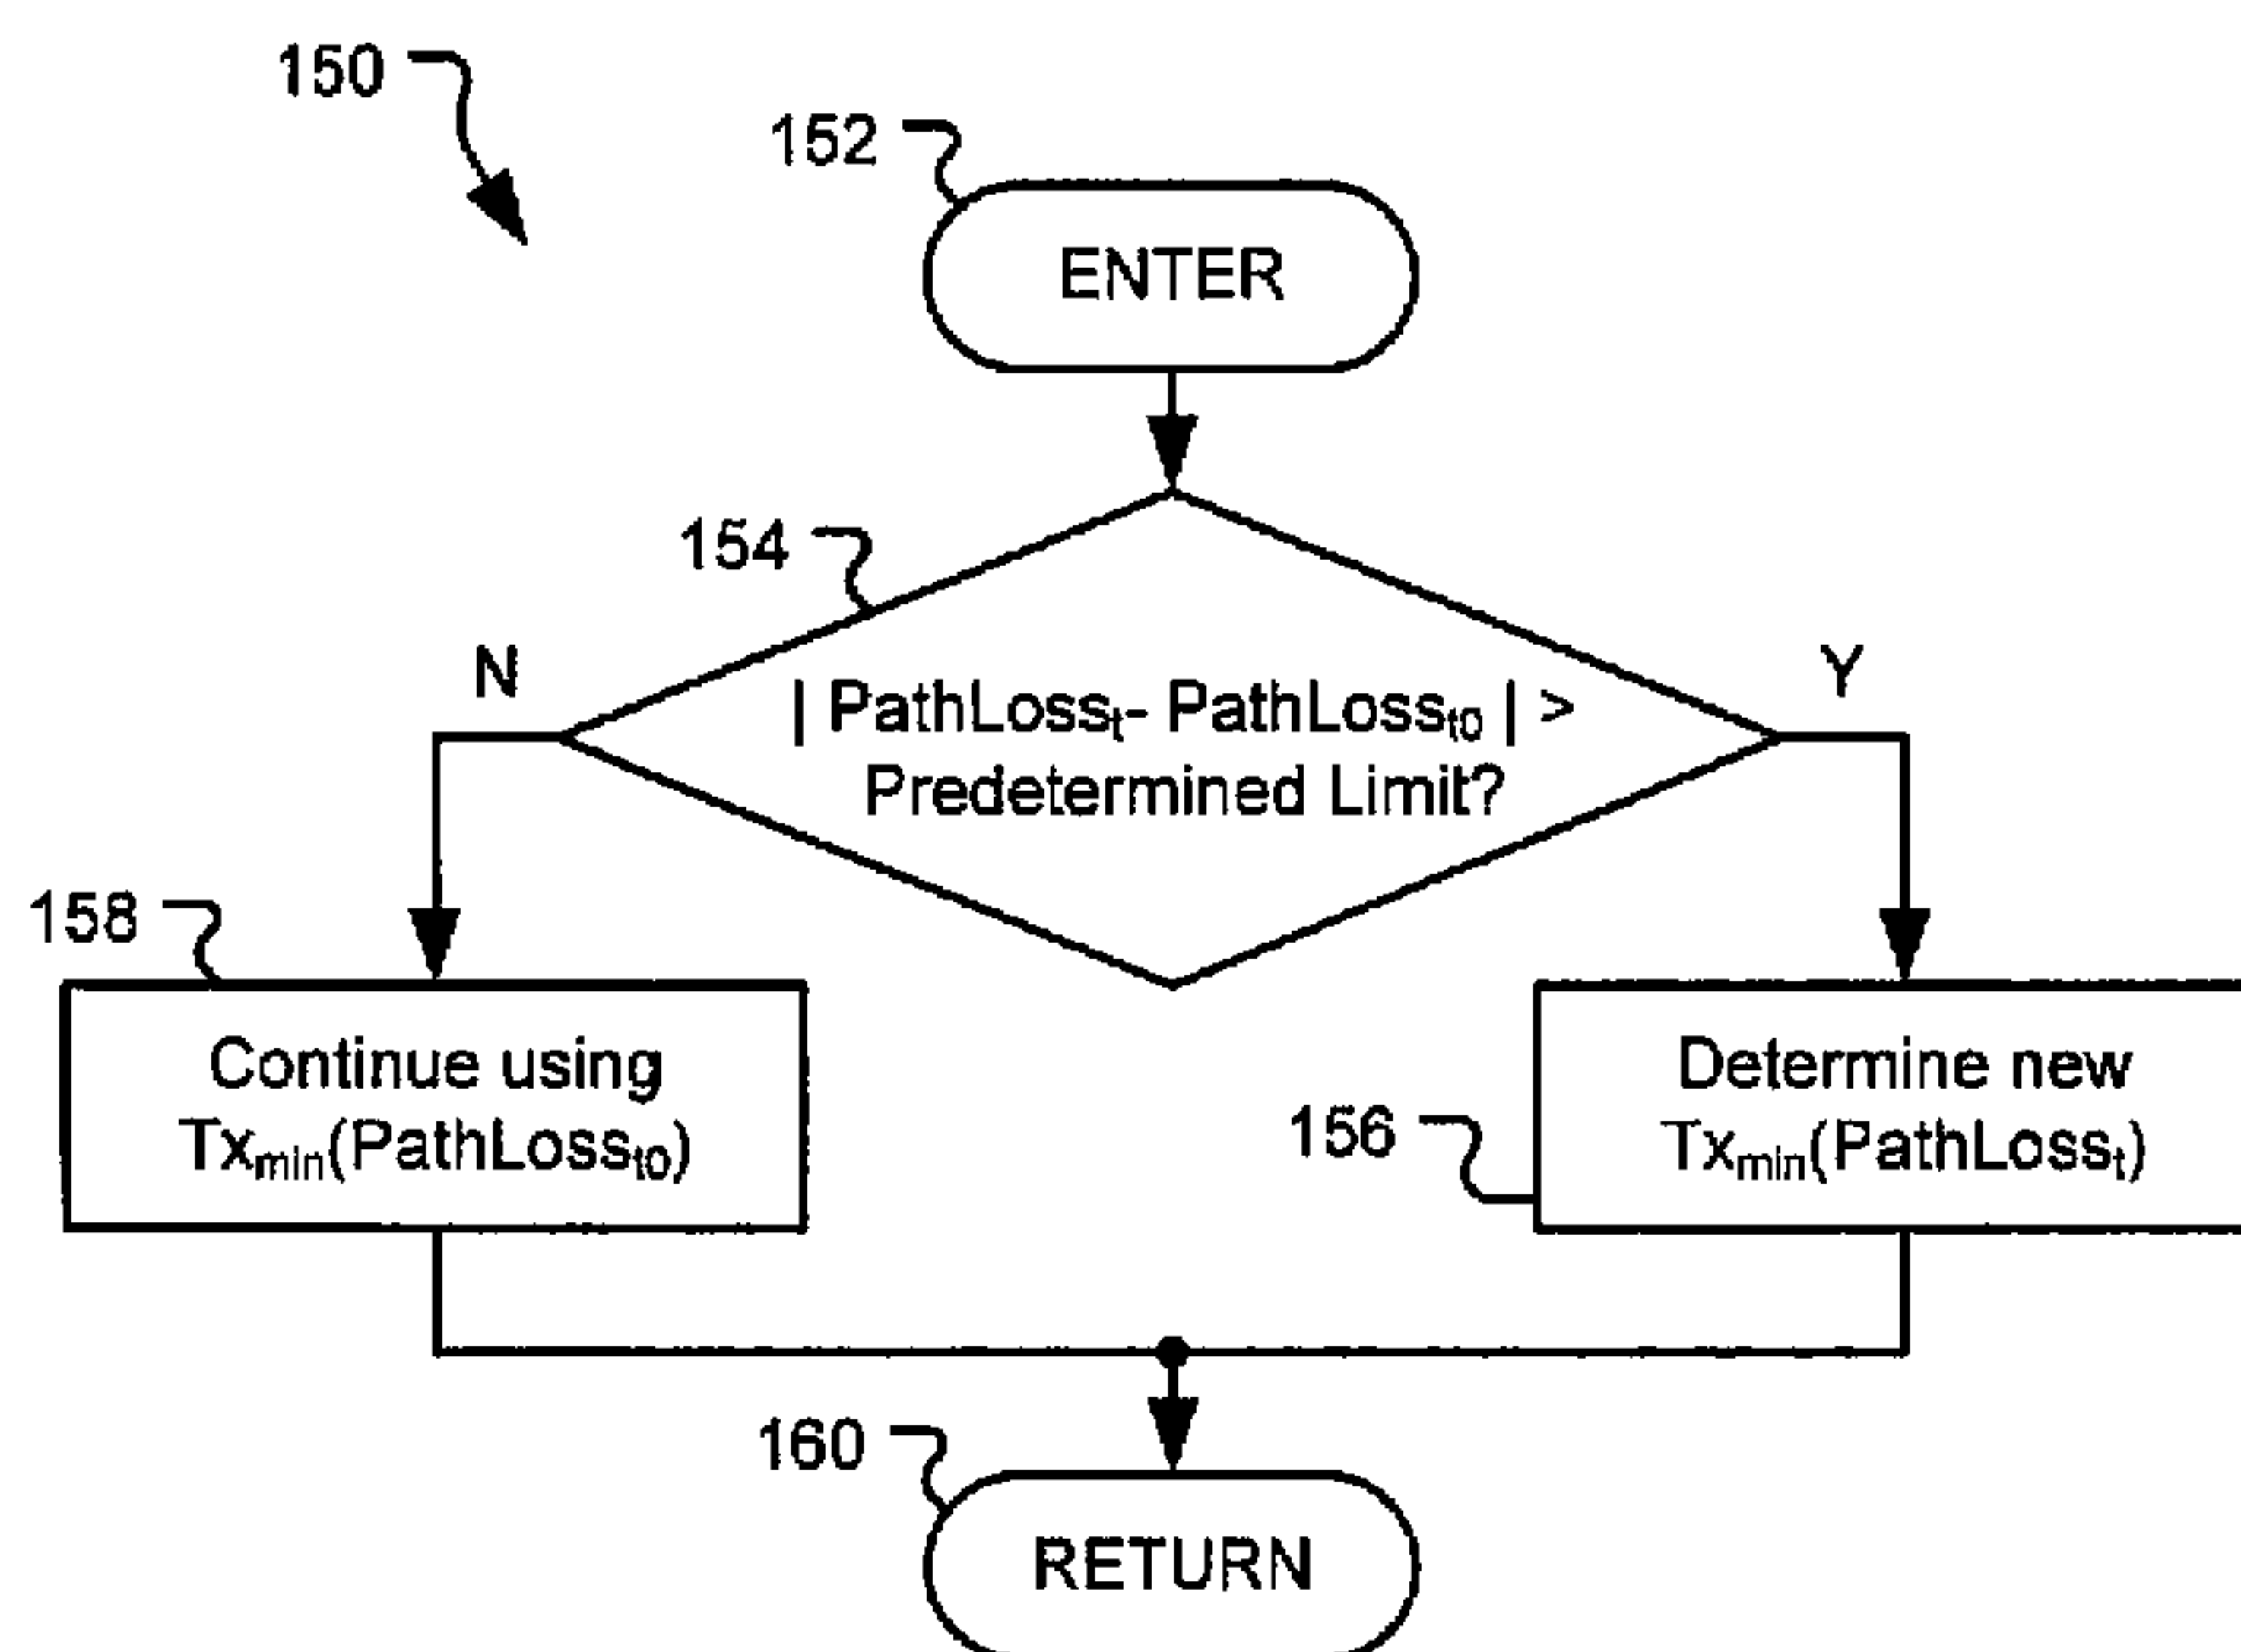 150
152
ENTER
154
N
Y
| PathLossₜ- PathLossₜ₀ | >
Predetermined Limit?
158
Continue using
Txₘᵢₙ(PathLossₜ₀)
Determine new
156
Txₘᵢₙ(PathLossₜ)
160
RETURN